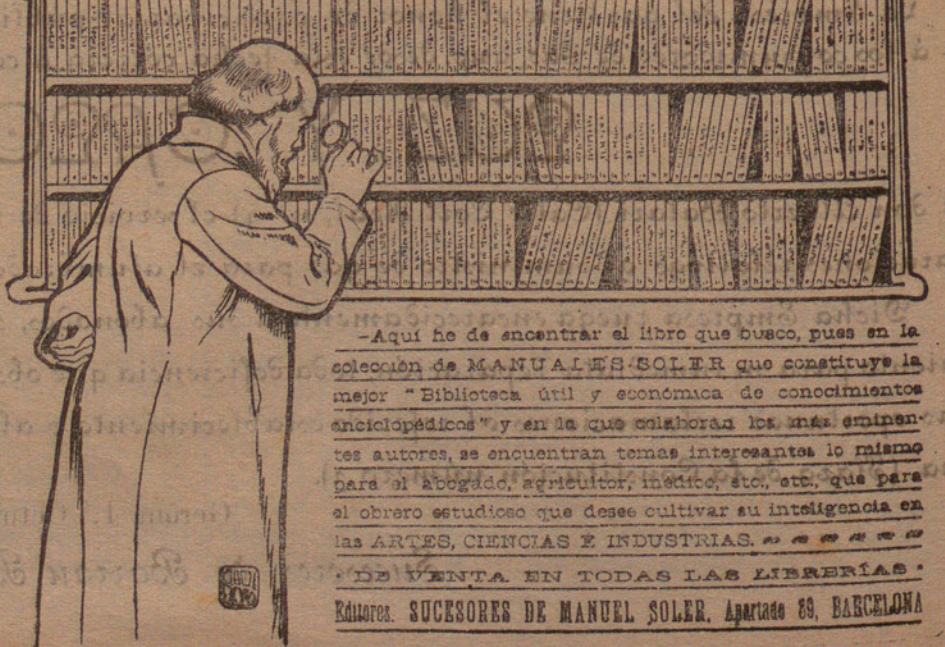 -Aquí he de encontrar el libro que busco, pues en la
colección de MANUALES-SOLER que constituye la
mejor "Biblioteca útil y económica de conocimientos
enciclopédicos" y en la que colaboran los mas eminen-
tes autores, se encuentran temas interesantes lo mismo
para el abogado, agricultor, médico, etc., etc., que para
el obrero estudioso que desee cultivar su inteligencia en
las ARTES, CIENCIAS É INDUSTRIAS.
DE VENTA EN TODAS LAS LIBRERÍAS
Editores. SUCESORES DE MANUEL SOLER. Apartado 89, BARCELONA